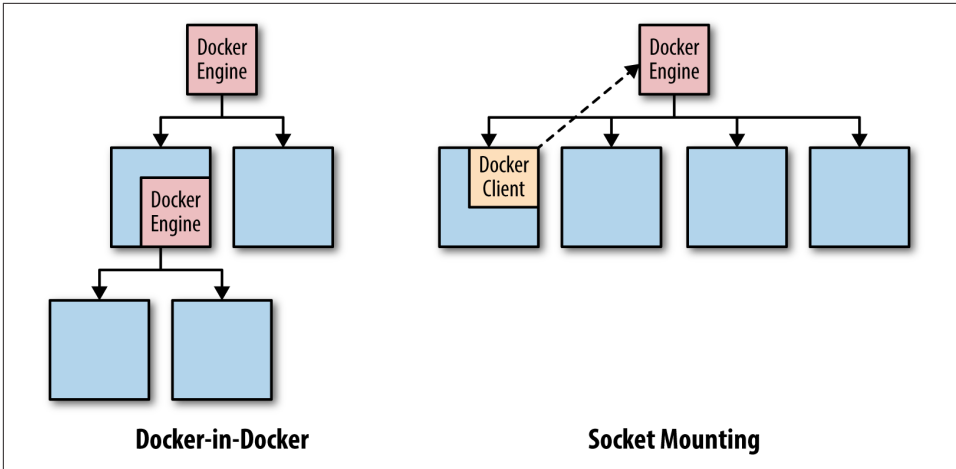 Docker
Engine
Docker
Engine
Docker-in-Docker
Docker
Engine
Docker
Client
Socket Mounting